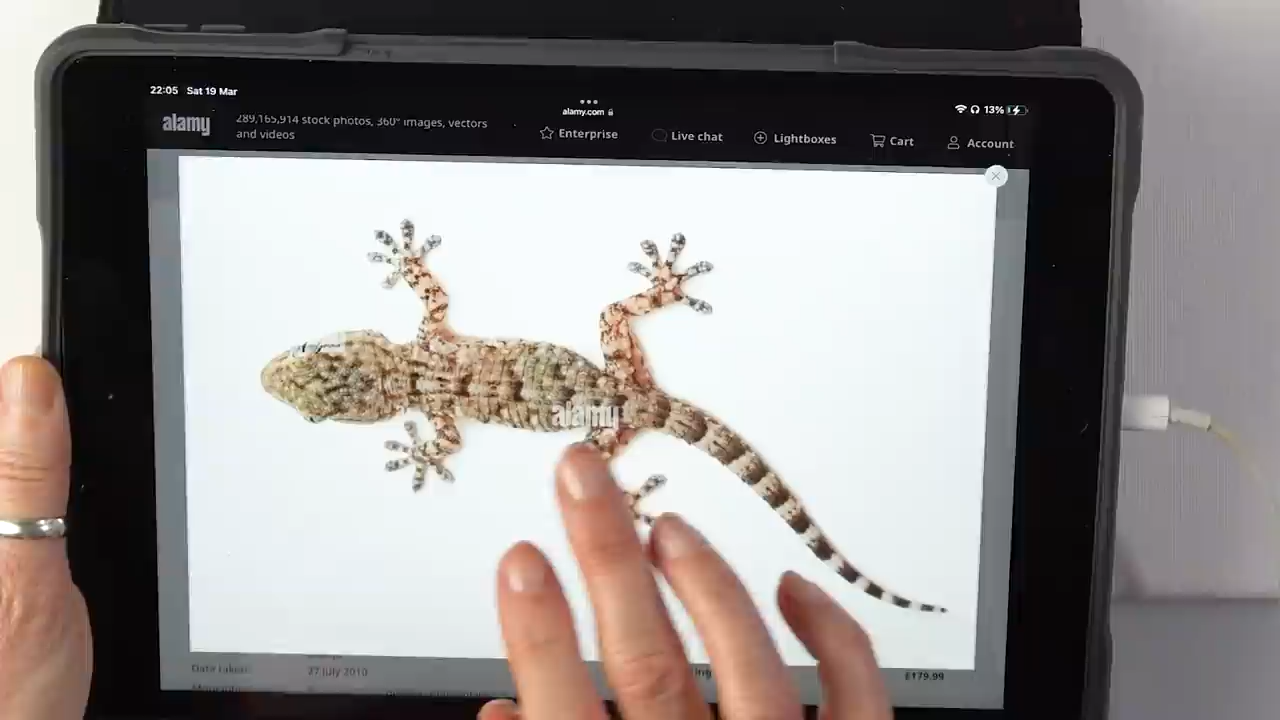 22:05 Sat 19 Mar
alamy.com
13%
alamy
289,165,914 stock photos, 360° images, vectors
and videos
Enterprise
Live chat
Lightboxes
Cart
Account
alamy
Date taken:
27 July 2010
£179.99